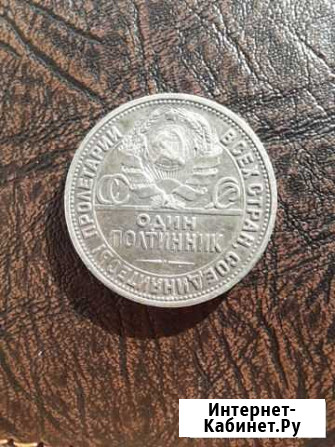 ПРОЛЕТАРИИ ВСЕХ СТРАН, СОЕДИНЯЙТЕСЬ
ОДИН
ПОЛТИННИК
Интернет-
Кабинет.Ру